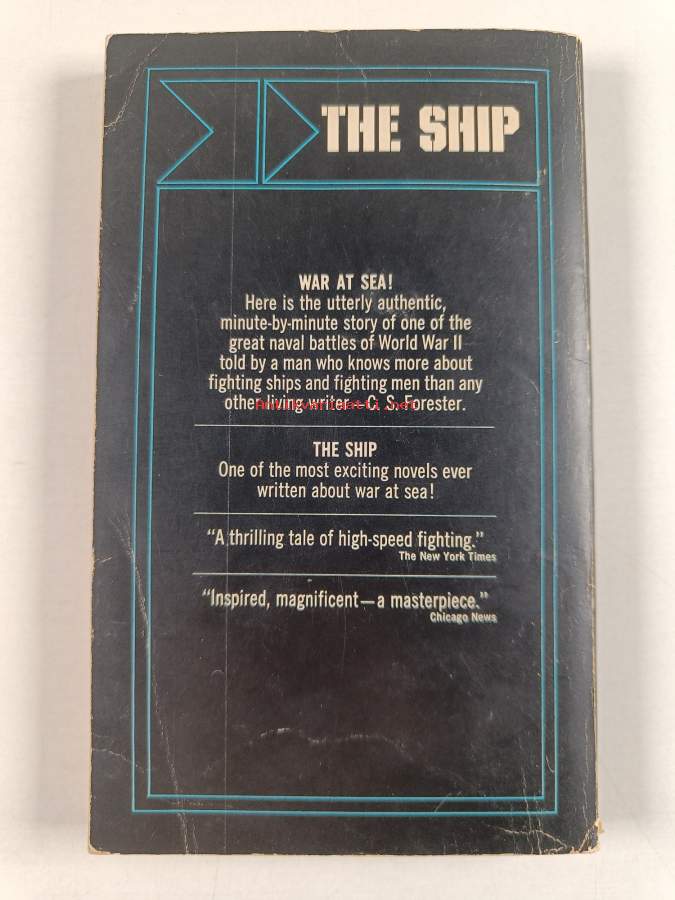 THE SHIP
WAR AT SEA!
Here is the utterly authentic,
minute-by-minute story of one of the
great naval battles of World War II
told by a man who knows more about
fighting ships and fighting men than any
other living writer—C. S. Forester.
Antikvariaatti.net
THE SHIP
One of the most exciting novels ever
written about war at sea!
"A thrilling tale of high-speed fighting."
The New York Times
"Inspired, magnificent—a masterpiece."
Chicago News